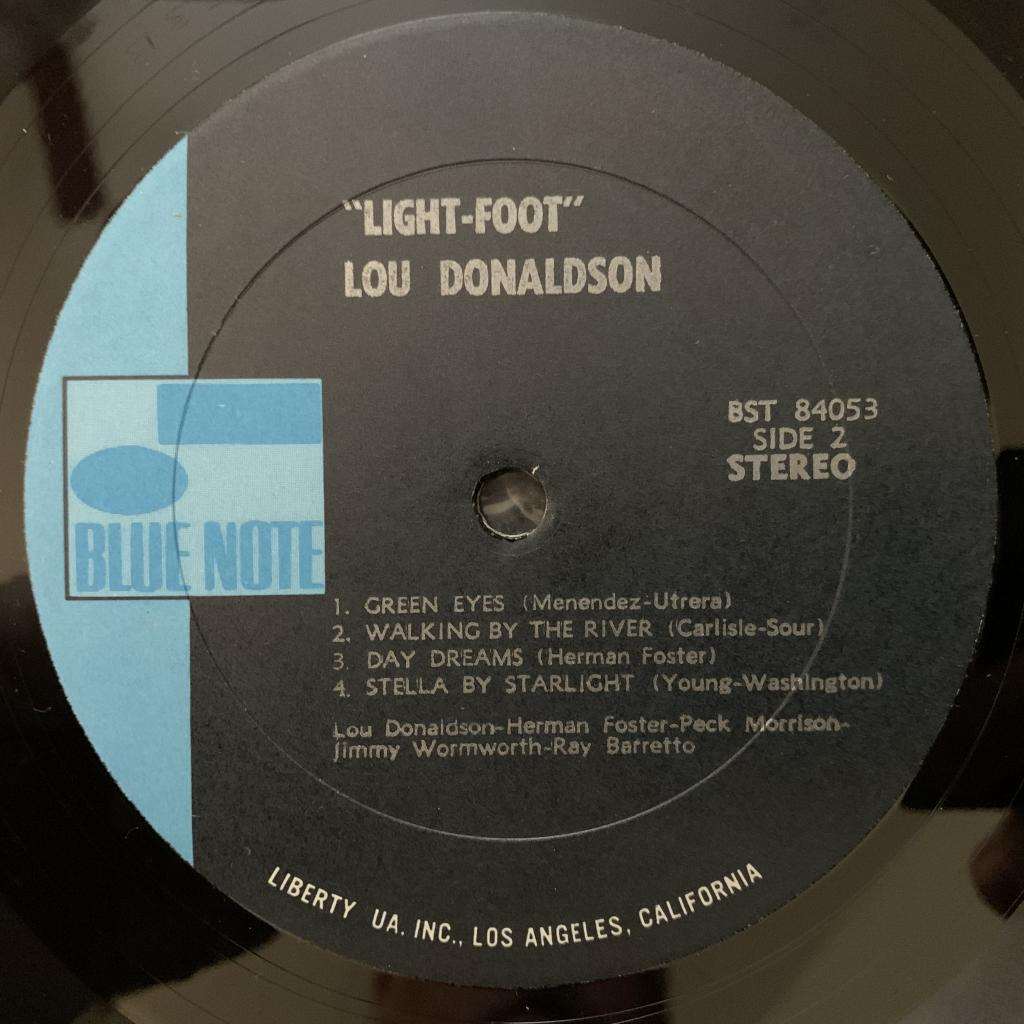 "LIGHT-FOOT"
LOU DONALDSON
BST 84053
SIDE 2
STEREO
BLUE NOTE
1. GREEN EYES (Menendez-Utrera)
2. WALKING BY THE RIVER (Carlisle-Sour)
3. DAY DREAMS (Herman Foster)
4. STELLA BY STARLIGHT (Young-Washington)
Lou Donaldson-Herman Foster-Peck Morrison-
Jimmy Wormworth-Ray Barretto
LIBERTY UA, INC., LOS ANGELES, CALIFORNIA